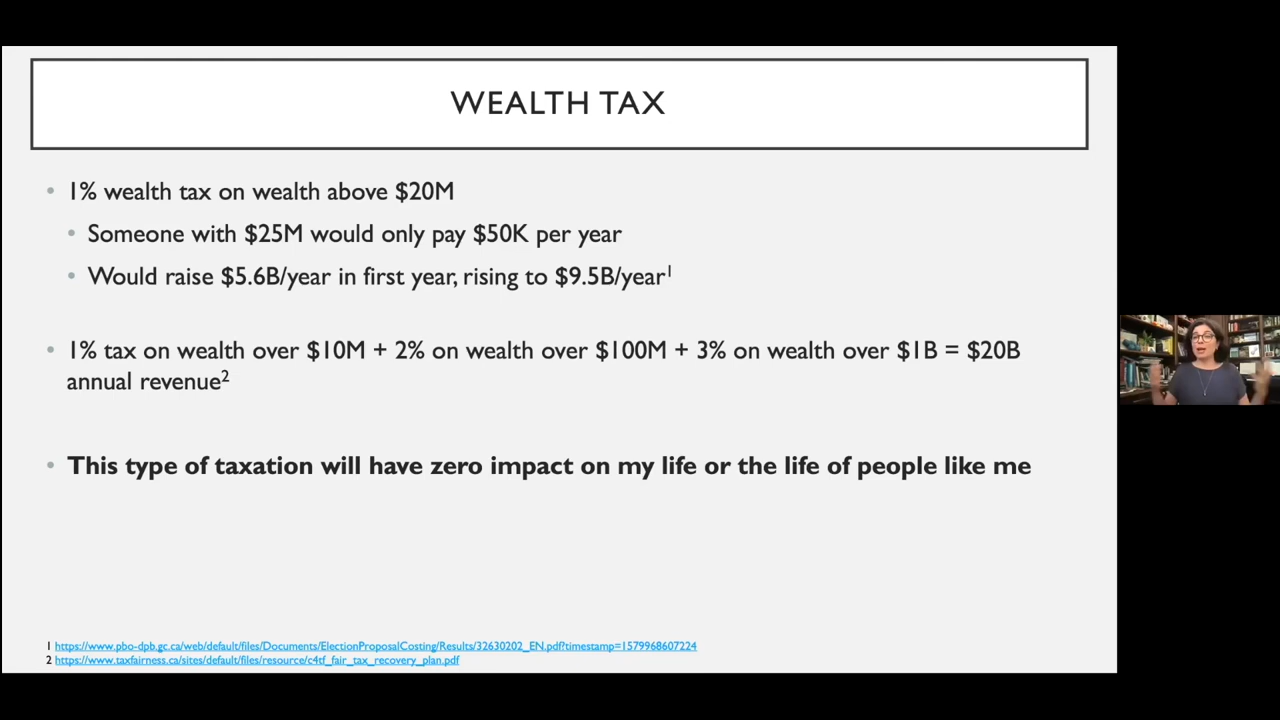 WEALTH TAX
• 1% wealth tax on wealth above $20M
• Someone with $25M would only pay $50K per year
• Would raise $5.6B/year in first year, rising to $9.5B/year1
• 1% tax on wealth over $10M + 2% on wealth over $100M + 3% on wealth over $1B = $20B
annual revenue2
• This type of taxation will have zero impact on my life or the life of people like me
1 https://www.pbo-dpb.gc.ca/web/default/files/Documents/ElectionProposalCosting/Results/32630202_EN.pdf?timestamp=1579968607224
2 https://www.taxfairness.ca/sites/default/files/resource/c4tf_fair_tax_recovery_plan.pdf